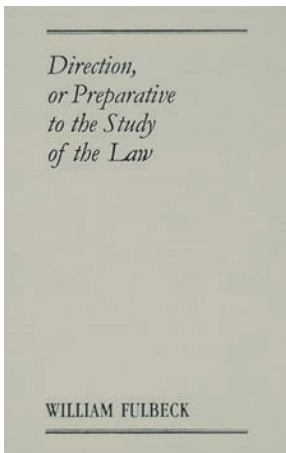 Direction,
or Preparative
to the Study
of the Law
WILLIAM FULBECK